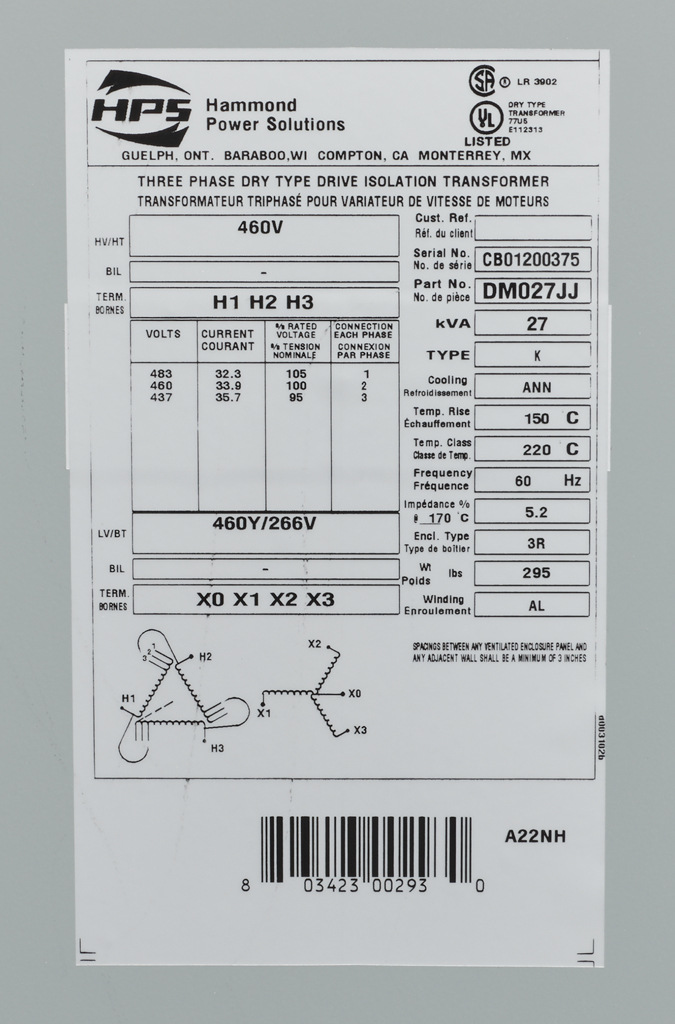 HPS
Hammond
Power Solutions
SA LR 3902
UL
DRY TYPE
TRANSFORMER
77US
E112313
LISTED
GUELPH, ONT. BARABOO,WI COMPTON, CA MONTERREY, MX
THREE PHASE DRY TYPE DRIVE ISOLATION TRANSFORMER
TRANSFORMATEUR TRIPHASÉ POUR VARIATEUR DE VITESSE DE MOTEURS
HV/HT 460V
BIL -
TERM.
BORNES
H1 H2 H3
VOLTS
CURRENT
COURANT
% RATED
VOLTAGE
% TENSION
NOMINALE
CONNECTION
EACH PHASE
CONNEXION
PAR PHASE
483 32.3 105 1
460 33.9 100 2
437 35.7 95 3
LV/BT 460Y/266V
BIL -
TERM.
BORNES
X0 X1 X2 X3
Cust. Ref.
Réf. du client
Serial No.
No. de série
CB01200375
Part No.
No. de pièce
DM027JJ
kVA 27
TYPE K
Cooling
Refroidissement
ANN
Temp. Rise
Échauffement
150 C
Temp. Class
Classe de Temp.
220 C
Frequency
Fréquence
60 Hz
Impédance %
@ 170 °C
5.2
Encl. Type
Type de boîtier
3R
Wt
Poids
lbs
295
Winding
Enroulement
AL
SPACINGS BETWEEN ANY VENTILATED ENCLOSURE PANEL AND
ANY ADJACENT WALL SHALL BE A MINIMUM OF 3 INCHES
3 2 1
H2
H1
H3
X2
X0
X1
X3
A22NH
8 03423 00293 0